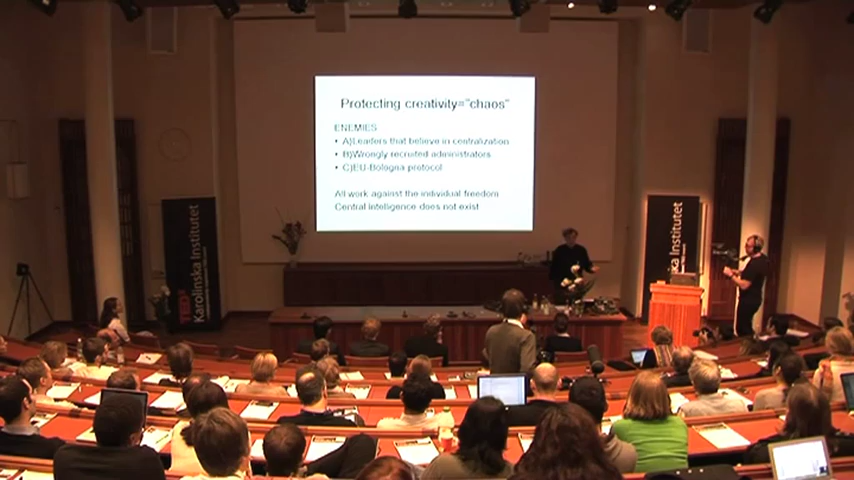 Protecting creativity="chaos"
ENEMIES
• A)Leaders that believe in centralization
• B)Wrongly recruited administrators
• C)EU-Bologna protocol
All work against the individual freedom
Central intelligence does not exist
TEDx
Karolinska Institutet
ka Institutet